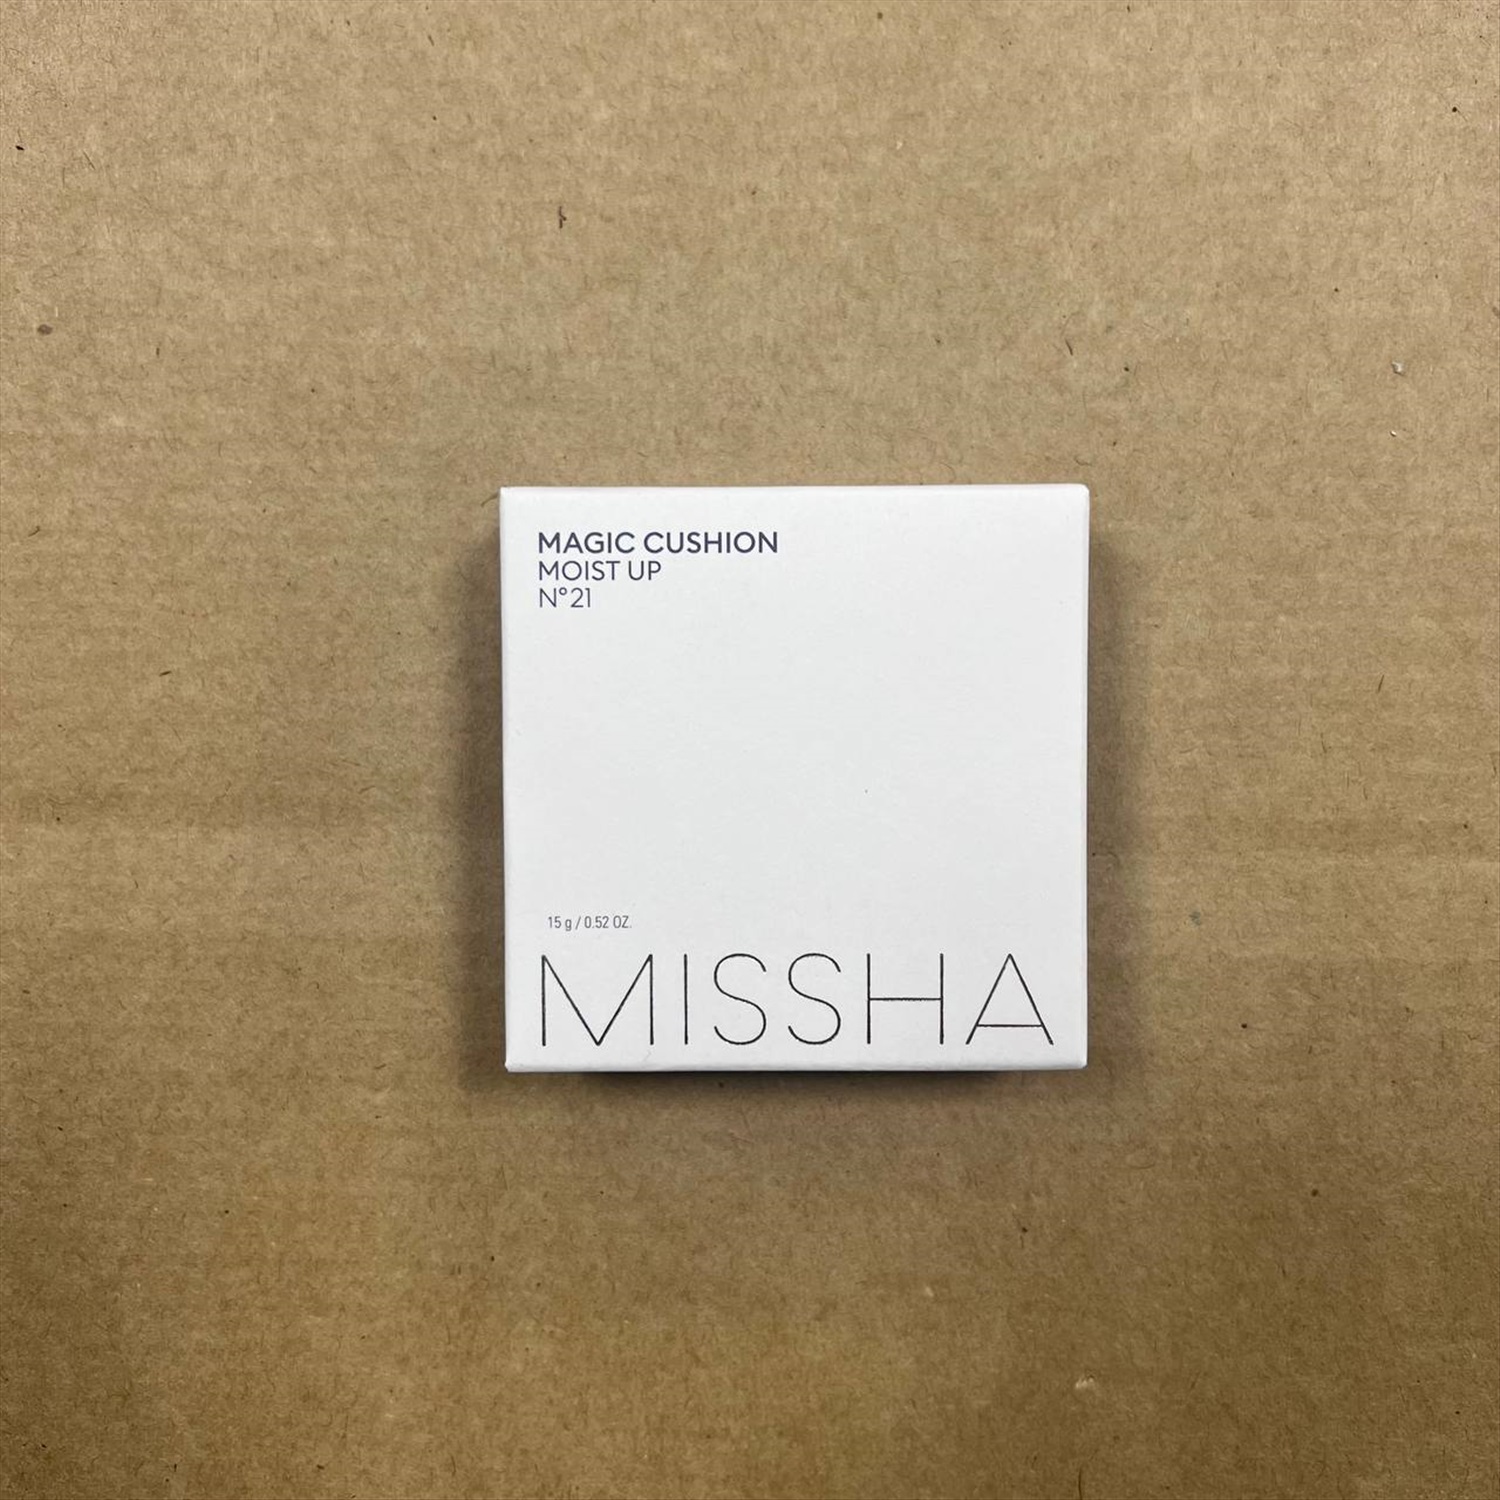 MAGIC CUSHION
MOIST UP
N°21
15 g / 0.52 OZ.
MISSHA